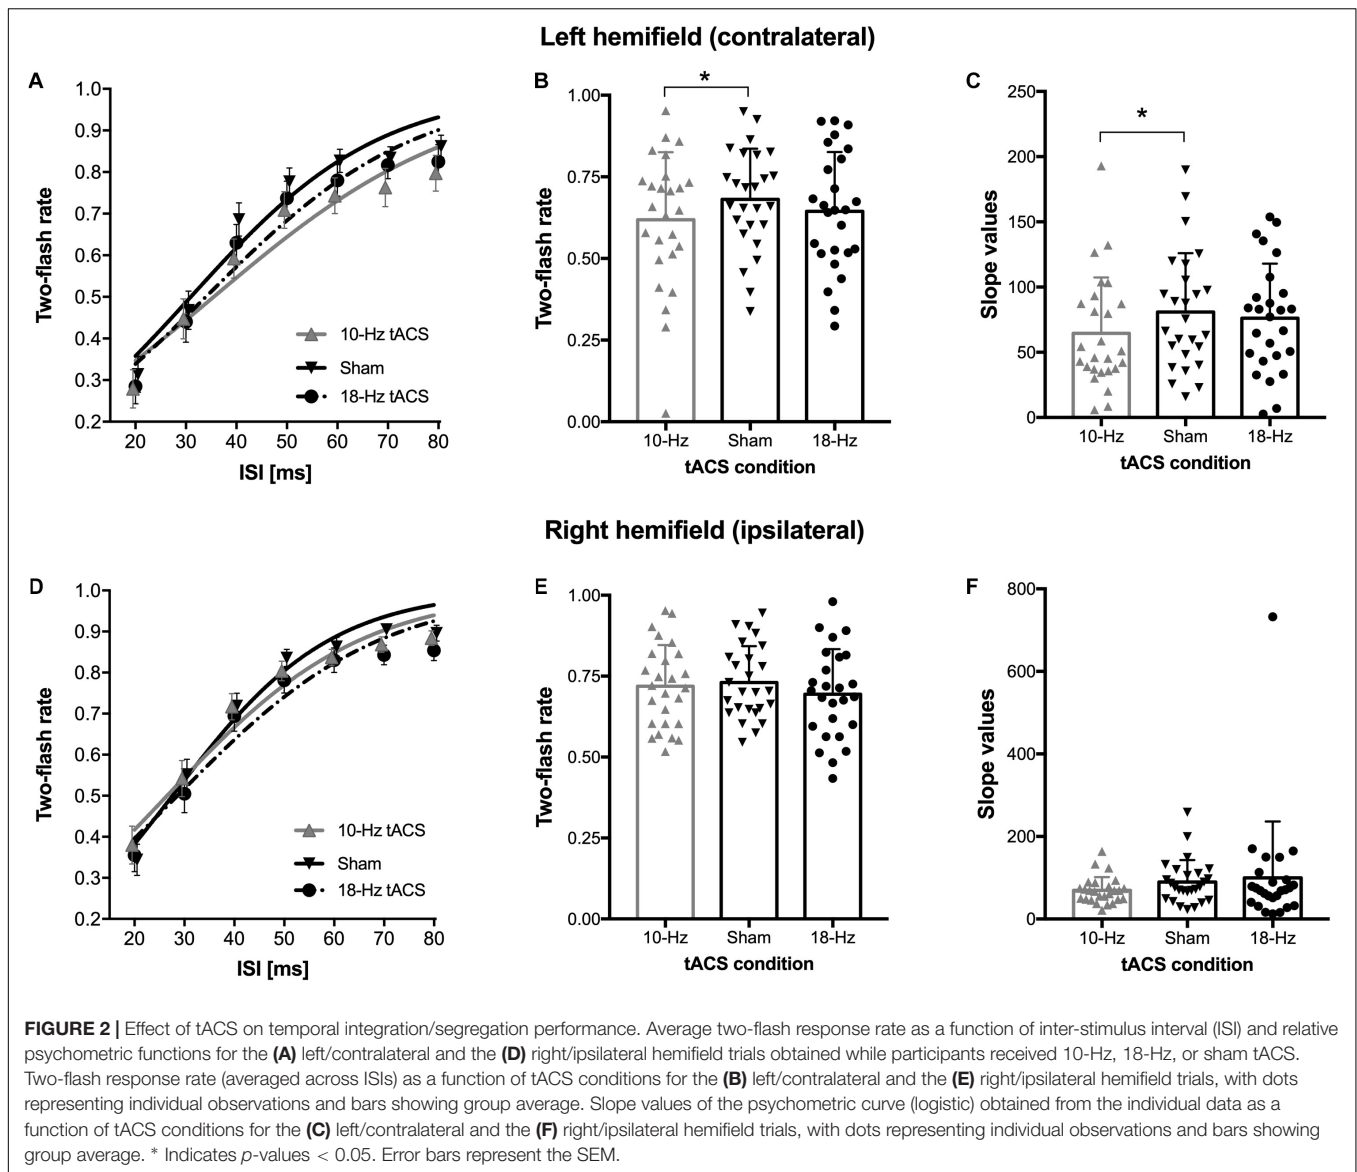 Left hemifield (contralateral)
A
B
C
Two-flash rate
1.0
0.9
0.8
0.7
0.6
0.5
0.4
0.3
0.2
20 30 40 50 60 70 80
ISI [ms]
10-Hz tACS
Sham
18-Hz tACS
Two-flash rate
1.00
0.75
0.50
0.25
0.00
*
10-Hz Sham 18-Hz
tACS condition
Slope values
250
200
150
100
50
0
*
10-Hz Sham 18-Hz
tACS condition
Right hemifield (ipsilateral)
D
E
F
Two-flash rate
1.0
0.9
0.8
0.7
0.6
0.5
0.4
0.3
0.2
20 30 40 50 60 70 80
ISI [ms]
10-Hz tACS
Sham
18-Hz tACS
Two-flash rate
1.00
0.75
0.50
0.25
0.00
10-Hz Sham 18-Hz
tACS condition
Slope values
800
600
400
200
0
10-Hz Sham 18-Hz
tACS condition
FIGURE 2 | Effect of tACS on temporal integration/segregation performance. Average two-flash response rate as a function of inter-stimulus interval (ISI) and relative
psychometric functions for the (A) left/contralateral and the (D) right/ipsilateral hemifield trials obtained while participants received 10-Hz, 18-Hz, or sham tACS.
Two-flash response rate (averaged across ISIs) as a function of tACS conditions for the (B) left/contralateral and the (E) right/ipsilateral hemifield trials, with dots
representing individual observations and bars showing group average. Slope values of the psychometric curve (logistic) obtained from the individual data as a
function of tACS conditions for the (C) left/contralateral and the (F) right/ipsilateral hemifield trials, with dots representing individual observations and bars showing
group average. * Indicates p-values < 0.05. Error bars represent the SEM.